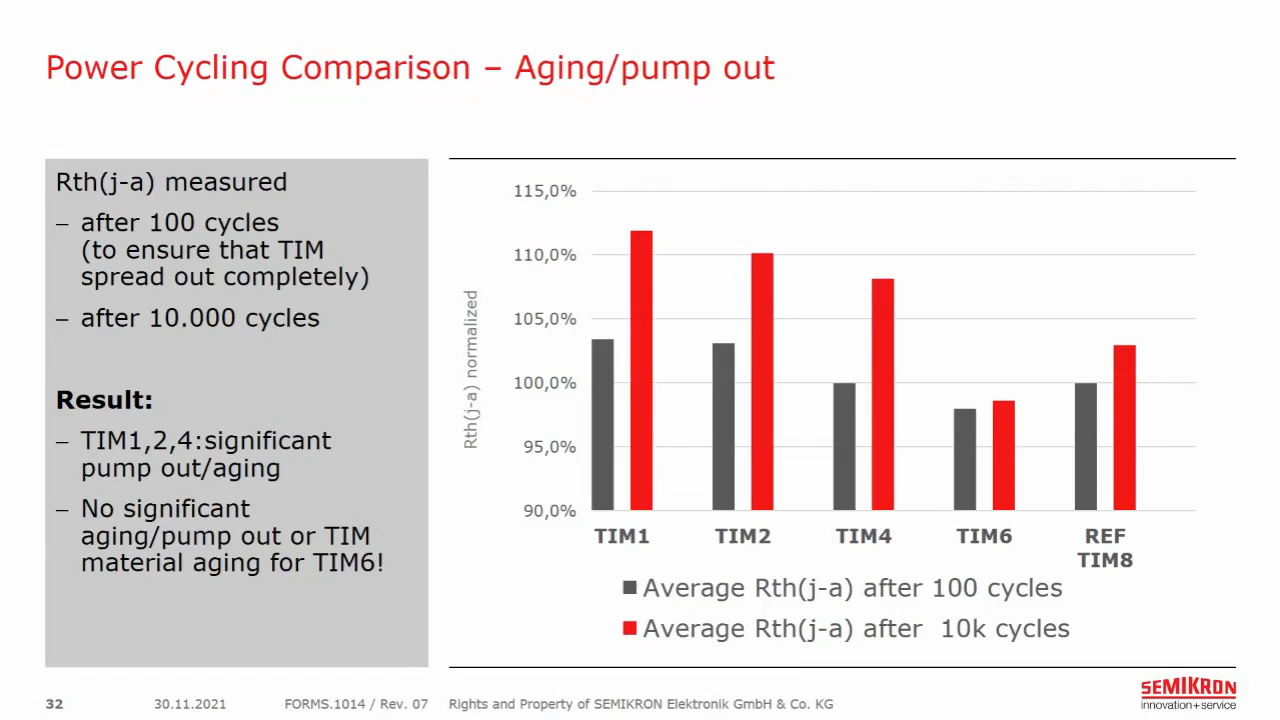 Power Cycling Comparison – Aging/pump out
Rth(j-a) measured
– after 100 cycles
(to ensure that TIM
spread out completely)
– after 10.000 cycles
Result:
– TIM1,2,4:significant
pump out/aging
– No significant
aging/pump out or TIM
material aging for TIM6!
Rth(j-a) normalized
115,0%
110,0%
105,0%
100,0%
95,0%
90,0%
TIM1 TIM2 TIM4 TIM6 REF
TIM8
Average Rth(j-a) after 100 cycles
Average Rth(j-a) after  10k cycles
32 30.11.2021 FORMS.1014 / Rev. 07 Rights and Property of SEMIKRON Elektronik GmbH & Co. KG
SEMIKRON
innovation+service